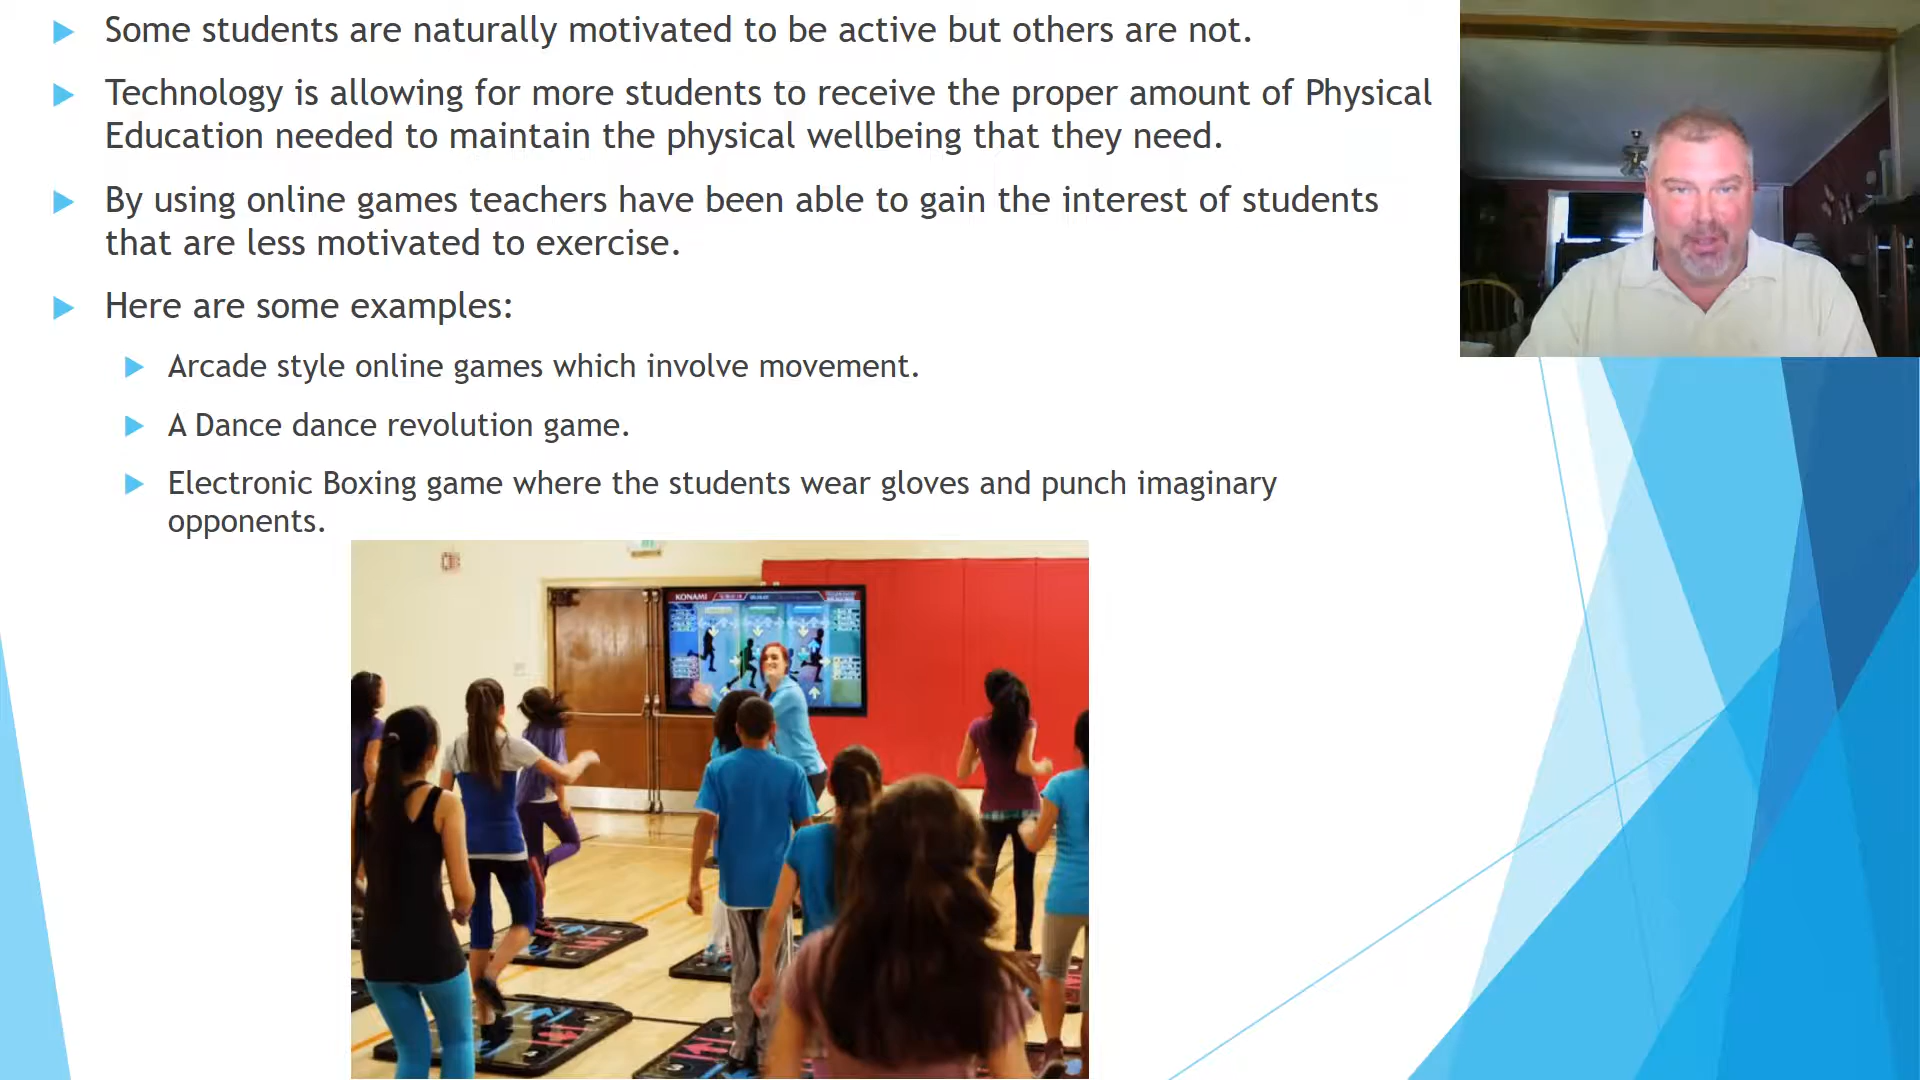 Some students are naturally motivated to be active but others are not.
Technology is allowing for more students to receive the proper amount of Physical
Education needed to maintain the physical wellbeing that they need.
By using online games teachers have been able to gain the interest of students
that are less motivated to exercise.
Here are some examples:
Arcade style online games which involve movement.
A Dance dance revolution game.
Electronic Boxing game where the students wear gloves and punch imaginary
opponents.
KONAMI